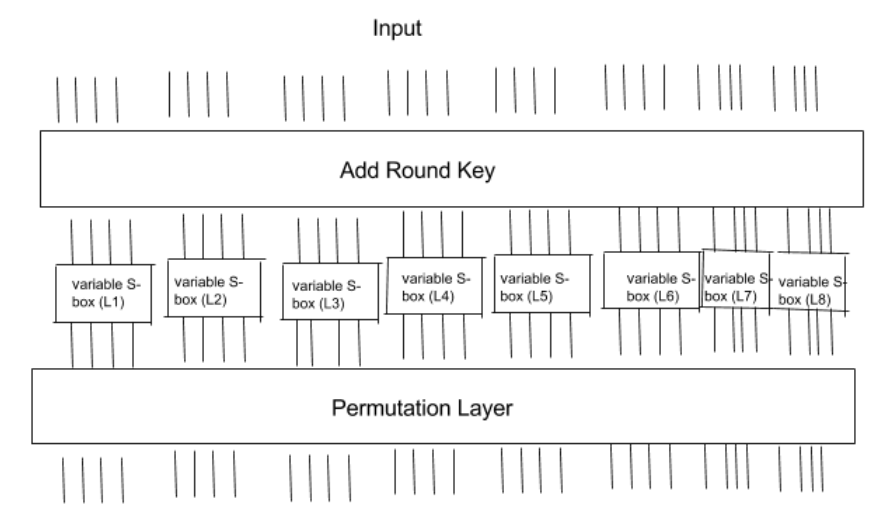 Input
Add Round Key
variable S-
box (L1)
variable S-
box (L2)
variable S-
box (L3)
variable S-
box (L4)
variable S-
box (L5)
variable S-
box (L6)
variable S-
box (L7)
variable S-
box (L8)
Permutation Layer